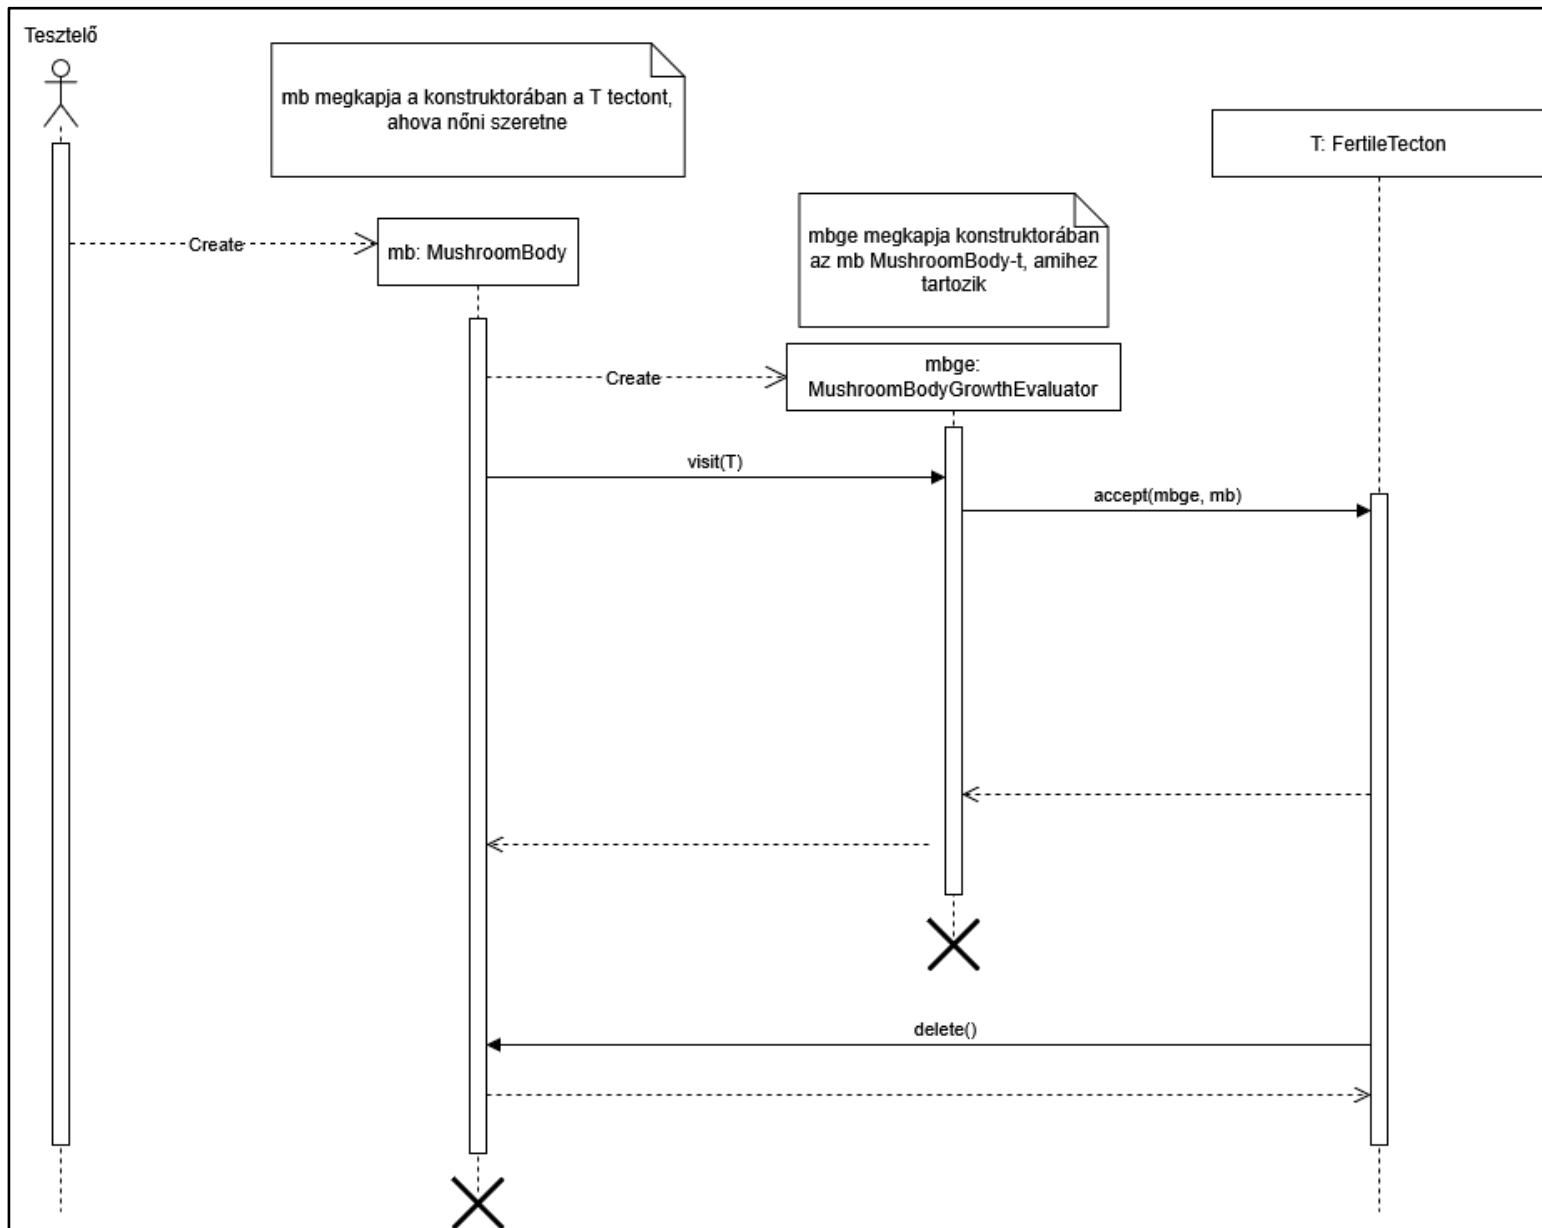 Tesztelő
mb megkapja a konstruktorában a T tectont,
ahova nőni szeretne
T: FertileTecton
mbge megkapja konstruktorában
az mb MushroomBody-t, amihez
tartozik
Create
mb: MushroomBody
mbge:
MushroomBodyGrowthEvaluator
Create
visit(T)
accept(mbge, mb)
delete()